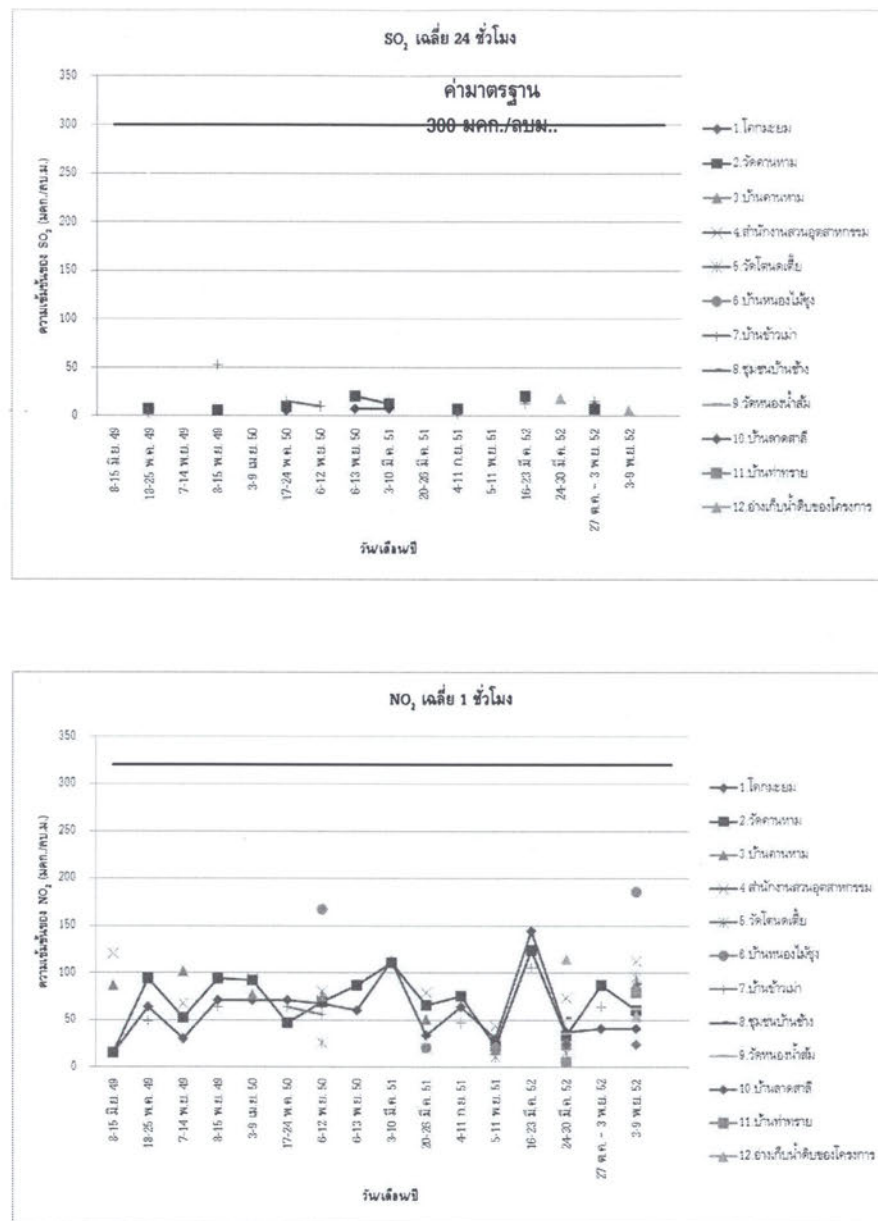 SO₂ เฉลี่ย 24 ชั่วโมง
ค่ามาตรฐาน
300 มคก./ลบม..
ความเข้มข้นของ SO₂ (มคก./ลบ.ม.)
350
300
250
200
150
100
50
0
8-15 มิ.ย. 49
18-25 พ.ค. 49
7-14 พ.ย. 49
8-15 พ.ย. 49
3-9 เม.ย. 50
17-24 พ.ค. 50
6-12 พ.ย. 50
6-13 พ.ย. 50
3-10 มี.ค. 51
20-26 มี.ค. 51
4-11 ก.ย. 51
5-11 พ.ย. 51
16-23 มี.ค. 52
24-30 มี.ค. 52
27 ต.ค. - 3 พ.ย. 52
3-9 พ.ย. 52
วัน/เดือน/ปี
1.โคกมะยม
2.วัดคานหาม
3.บ้านคานหาม
4.สำนักงานสวนอุตสาหกรรม
5.วัดโตนดเตี้ย
6.บ้านหนองไม้ซุง
7.บ้านข้าวเม่า
8.ชุมชนบ้านช้าง
9.วัดหนองน้ำส้ม
10.บ้านลาดสาลี
11.บ้านท่าทราย
12.อ่างเก็บน้ำดิบของโครงการ
NO₂ เฉลี่ย 1 ชั่วโมง
ความเข้มข้นของ NO₂ (มคก./ลบ.ม.)
350
300
250
200
150
100
50
0
8-15 มิ.ย. 49
18-25 พ.ค. 49
7-14 พ.ย. 49
8-15 พ.ย. 49
3-9 เม.ย. 50
17-24 พ.ค. 50
6-12 พ.ย. 50
6-13 พ.ย. 50
3-10 มี.ค. 51
20-26 มี.ค. 51
4-11 ก.ย. 51
5-11 พ.ย. 51
16-23 มี.ค. 52
24-30 มี.ค. 52
27 ต.ค. - 3 พ.ย. 52
3-9 พ.ย. 52
วัน/เดือน/ปี
1.โคกมะยม
2.วัดคานหาม
3.บ้านคานหาม
4.สำนักงานสวนอุตสาหกรรม
5.วัดโตนดเตี้ย
6.บ้านหนองไม้ซุง
7.บ้านข้าวเม่า
8.ชุมชนบ้านช้าง
9.วัดหนองน้ำส้ม
10.บ้านลาดสาลี
11.บ้านท่าทราย
12.อ่างเก็บน้ำดิบของโครงการ